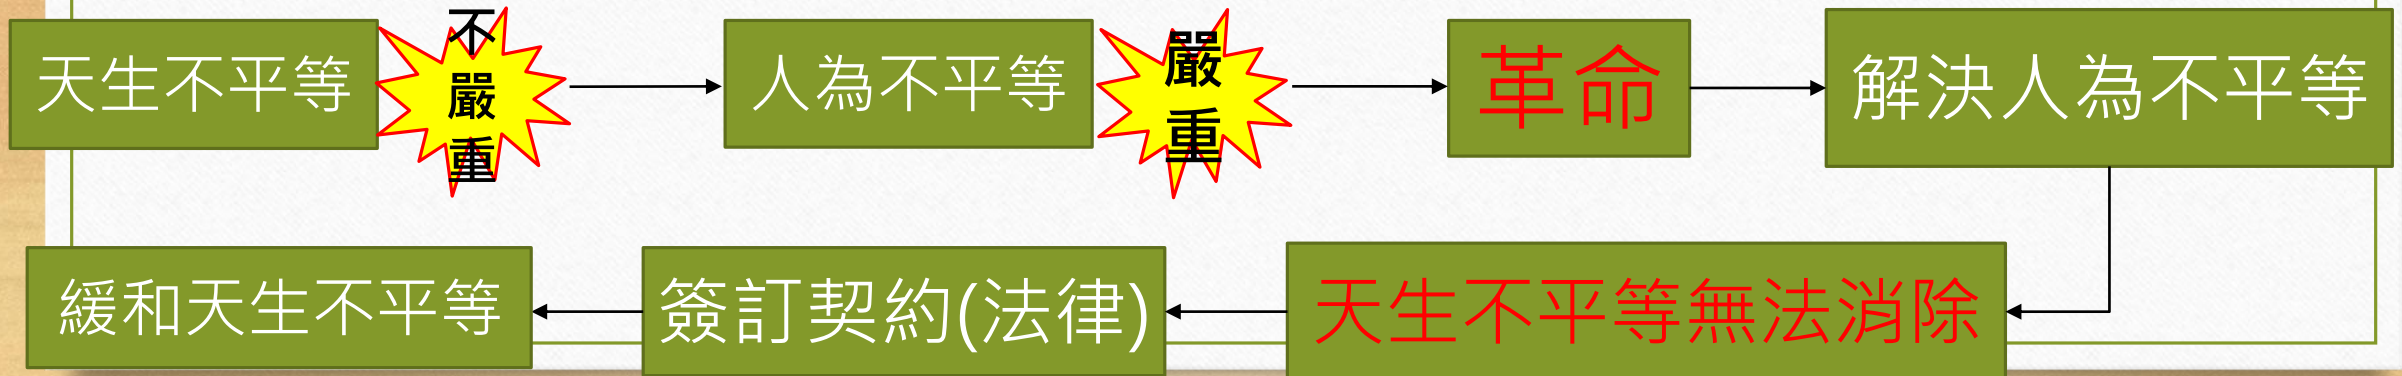 天生不平等
不
嚴
重
人為不平等
嚴
重
革命
解決人為不平等
天生不平等無法消除
簽訂契約(法律)
緩和天生不平等